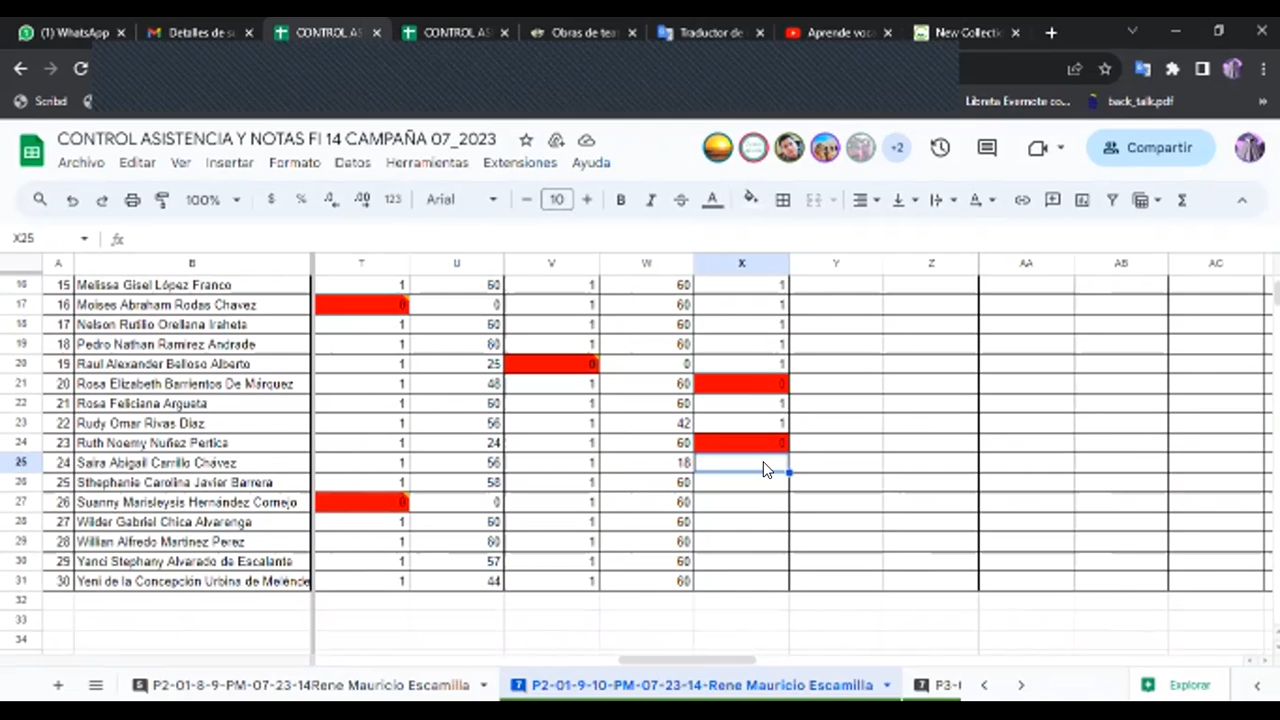 (1) WhatsApp Detalles de s CONTROL AS CONTROL AS Obras de tea Traductor de Aprende voca New Collectio
Scribd Libreta Evernote co... back_talk.pdf
CONTROL ASISTENCIA Y NOTAS FI 14 CAMPAÑA 07_2023 +2 Compartir
Archivo Editar Ver Insertar Formato Datos Herramientas Extensiones Ayuda
100% $ % .0 .00 123 Arial 10 B I S A
X25 fx
A B T U V W X Y Z AA AB AC
16 15 Melissa Gisel López Franco 1 60 1 60 1
17 16 Moises Abraham Rodas Chavez 0 0 1 60 1
18 17 Nelson Rutilio Orellana Iraheta 1 60 1 60 1
19 18 Pedro Nathan Ramirez Andrade 1 60 1 60 1
20 19 Raul Alexander Belloso Alberto 1 25 0 0 1
21 20 Rosa Elizabeth Barrientos De Márquez 1 48 1 60 0
22 21 Rosa Feliciana Argueta 1 60 1 60 1
23 22 Rudy Omar Rivas Díaz 1 56 1 42 1
24 23 Ruth Noemy Nuñez Pertica 1 24 1 60 0
25 24 Saira Abigail Carrillo Chávez 1 56 1 18
26 25 Sthephanie Carolina Javier Barrera 1 58 1 60
27 26 Suanny Marisleysis Hernández Cornejo 0 0 1 60
28 27 Wilder Gabriel Chica Alvarenga 1 60 1 60
29 28 Willian Alfredo Martinez Perez 1 60 1 60
30 29 Yanci Stephany Alvarado de Escalante 1 57 1 60
31 30 Yeni de la Concepción Urbina de Melénde 1 44 1 60
32
33
34
6 P2-01-8-9-PM-07-23-14Rene Mauricio Escamilla 7 P2-01-9-10-PM-07-23-14-Rene Mauricio Escamilla 7 P3-0 Explorar